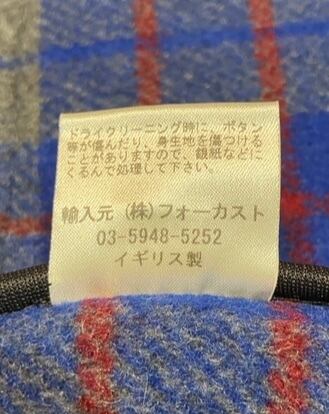 ドライクリーニング時に、ボタン
等が傷んだり、身生地を傷つける
ことがありますので、銀紙などに
くるんで処理して下さい。
輸入元 (株)フォーカスト
03-5948-5252
イギリス製